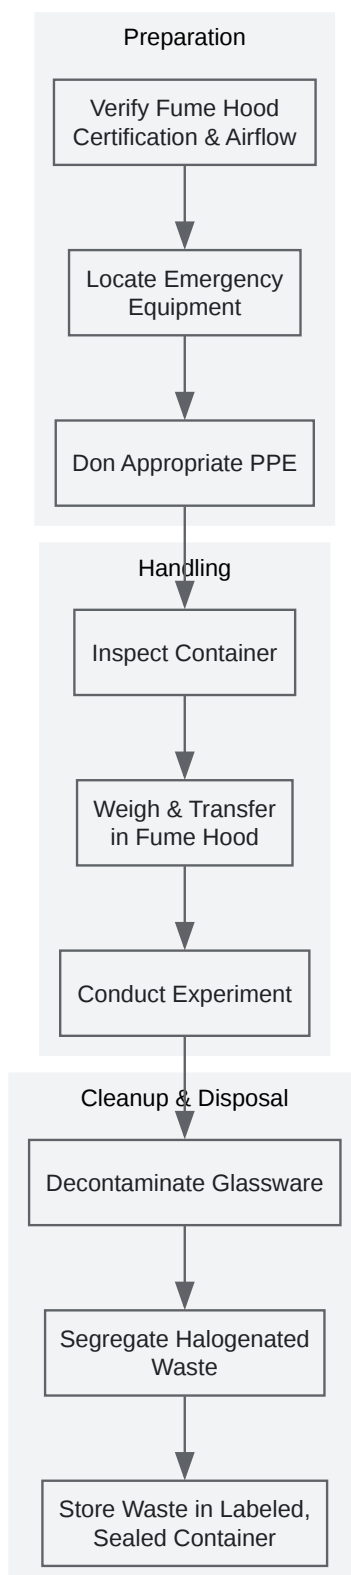 Preparation
Verify Fume Hood
Certification & Airflow
Locate Emergency
Equipment
Don Appropriate PPE
Handling
Inspect Container
Weigh & Transfer
in Fume Hood
Conduct Experiment
Cleanup & Disposal
Decontaminate Glassware
Segregate Halogenated
Waste
Store Waste in Labeled,
Sealed Container